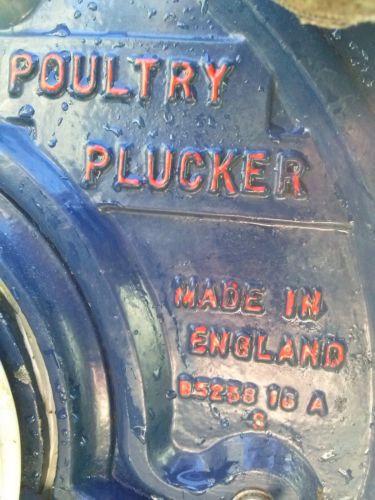 POULTRY
PLUCKER
MADE IN
ENGLAND
B5258 16 A
S